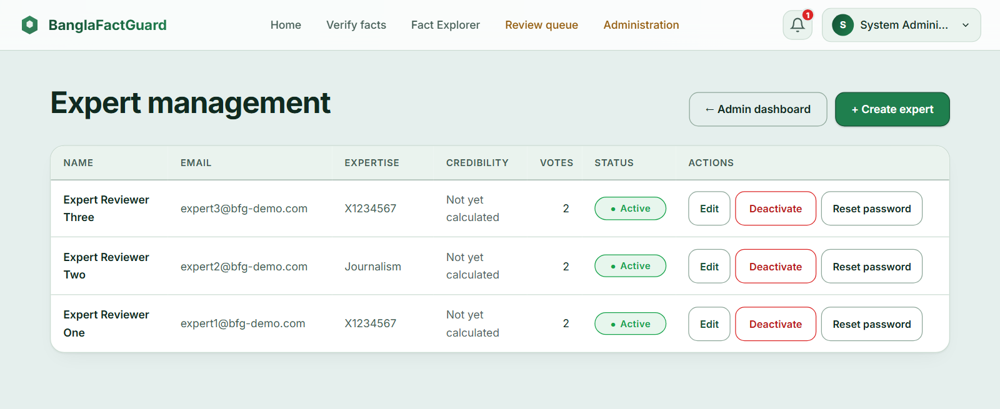 BanglaFactGuard Home Verify facts Fact Explorer Review queue Administration 1 S System Admini...
Expert management
← Admin dashboard + Create expert
NAME EMAIL EXPERTISE CREDIBILITY VOTES STATUS ACTIONS
Expert Reviewer Three expert3@bfg-demo.com X1234567 Not yet calculated 2 ● Active Edit Deactivate Reset password
Expert Reviewer Two expert2@bfg-demo.com Journalism Not yet calculated 2 ● Active Edit Deactivate Reset password
Expert Reviewer One expert1@bfg-demo.com X1234567 Not yet calculated 2 ● Active Edit Deactivate Reset password